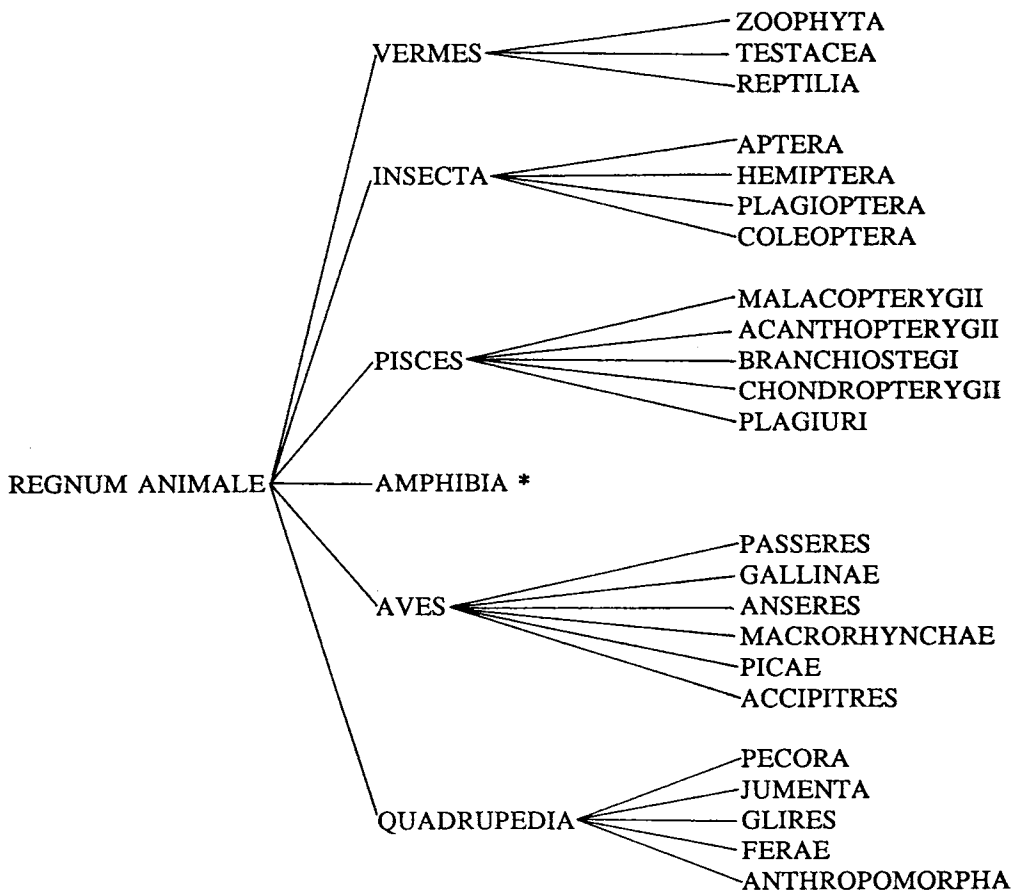 ZOOPHYTA
VERMES
TESTACEA
REPTILIA
APTERA
INSECTA
HEMIPTERA
PLAGIOPTERA
COLEOPTERA
MALACOPTERYGII
ACANTHOPTERYGII
PISCES
BRANCHIOSTEGI
CHONDROPTERYGII
PLAGIURI
REGNUM ANIMALE
AMPHIBIA *
PASSERES
GALLINAE
AVES
ANSERES
MACRORHYNCHAE
PICAE
ACCIPITRES
PECORA
JUMENTA
QUADRUPEDIA
GLIRES
FERAE
ANTHROPOMORPHA